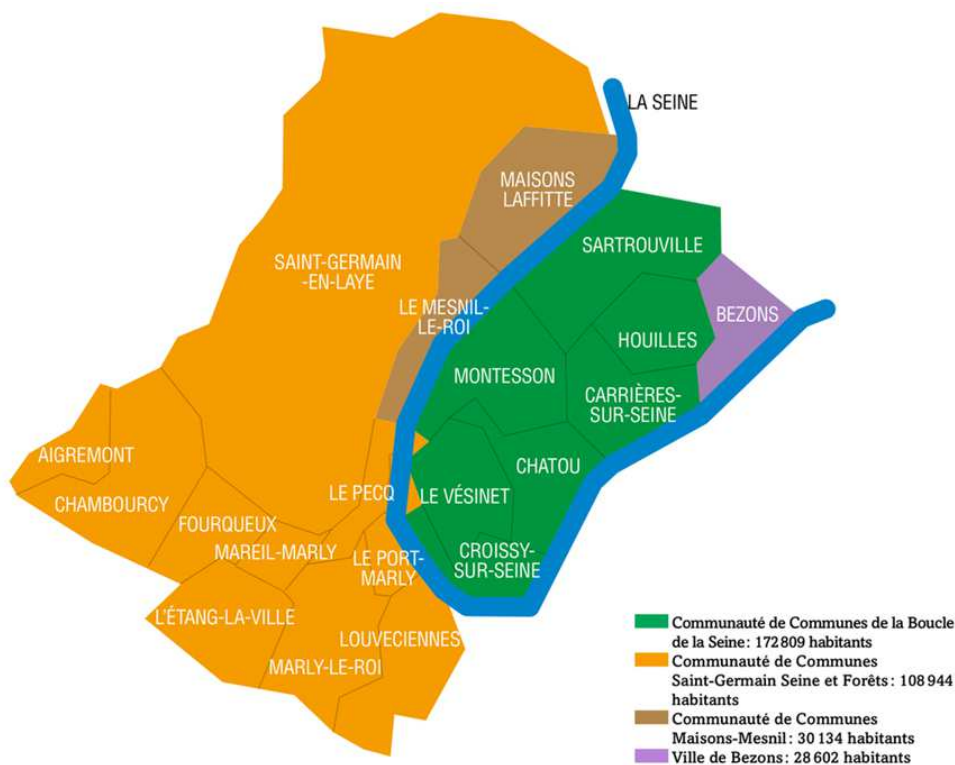 LA SEINE
MAISONS
LAFFITTE
SARTROUVILLE
SAINT-GERMAIN
-EN-LAYE
LE MESNIL-
LE-ROI
BEZONS
HOUILLES
MONTESSON
CARRIÈRES-
SUR-SEINE
AIGREMONT
CHATOU
CHAMBOURCY
LE PECQ
LE VÉSINET
FOURQUEUX
MAREIL-MARLY
LE PORT-
MARLY
CROISSY-
SUR-SEINE
L'ÉTANG-LA-VILLE
LOUVECIENNES
MARLY-LE-ROI
Communauté de Communes de la Boucle
de la Seine: 172 809 habitants
Communauté de Communes
Saint-Germain Seine et Forêts: 108 944
habitants
Communauté de Communes
Maisons-Mesnil: 30 134 habitants
Ville de Bezons: 28 602 habitants